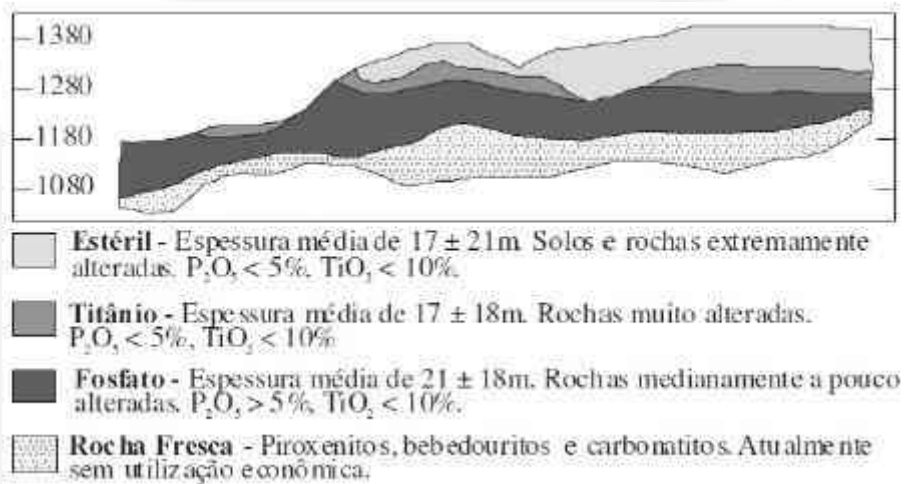 1380
1280
1180
1080
Estéril - Espessura média de 17 ± 21m. Solos e rochas extremamente
alteradas. P₂O₅ < 5%, TiO₂ < 10%.
Titânio - Espessura média de 17 ± 18m. Rochas muito alteradas.
P₂O₅ < 5%, TiO₂ < 10%
Fosfato - Espessura média de 21 ± 18m. Rochas medianamente a pouco
alteradas. P₂O₅ > 5%, TiO₂ < 10%.
Rocha Fresca - Piroxenitos, bebedouritos e carbonatitos. Atualmente
sem utilização econômica.